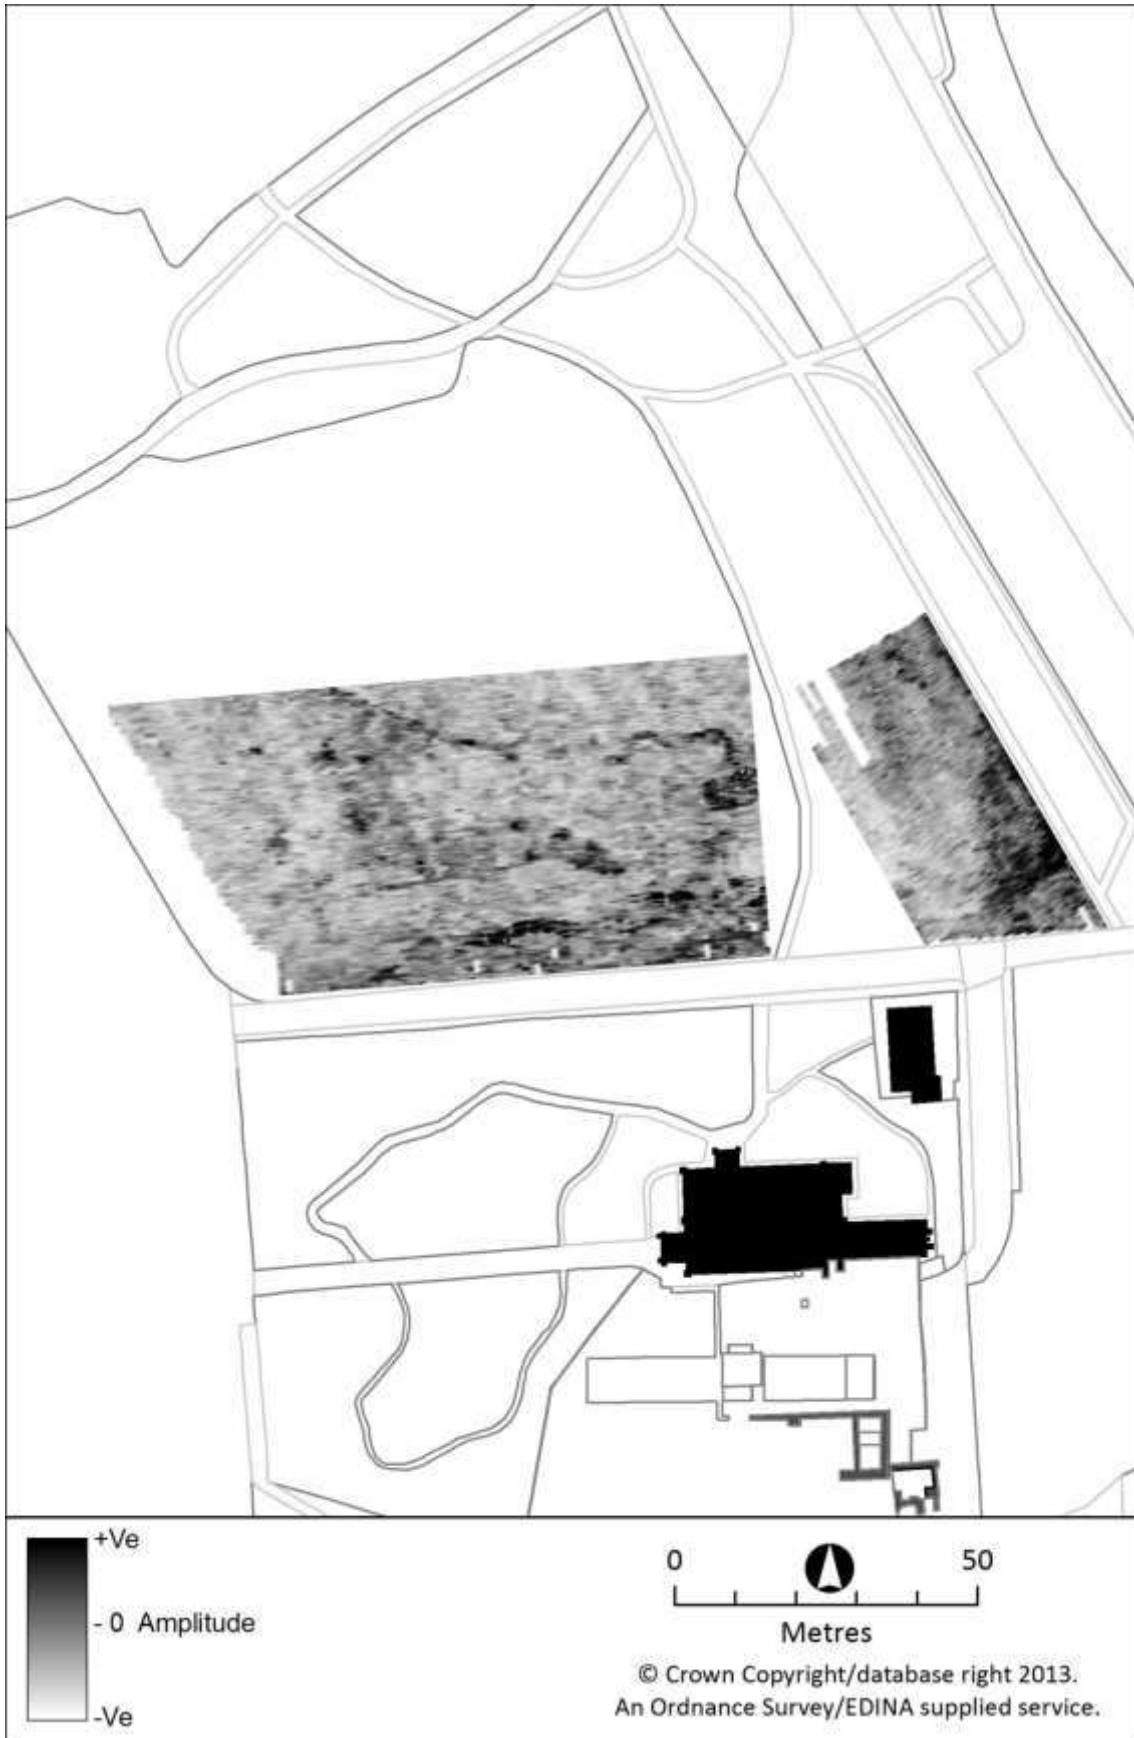 +Ve
- 0 Amplitude
-Ve
0 50
Metres
© Crown Copyright/database right 2013.
An Ordnance Survey/EDINA supplied service.